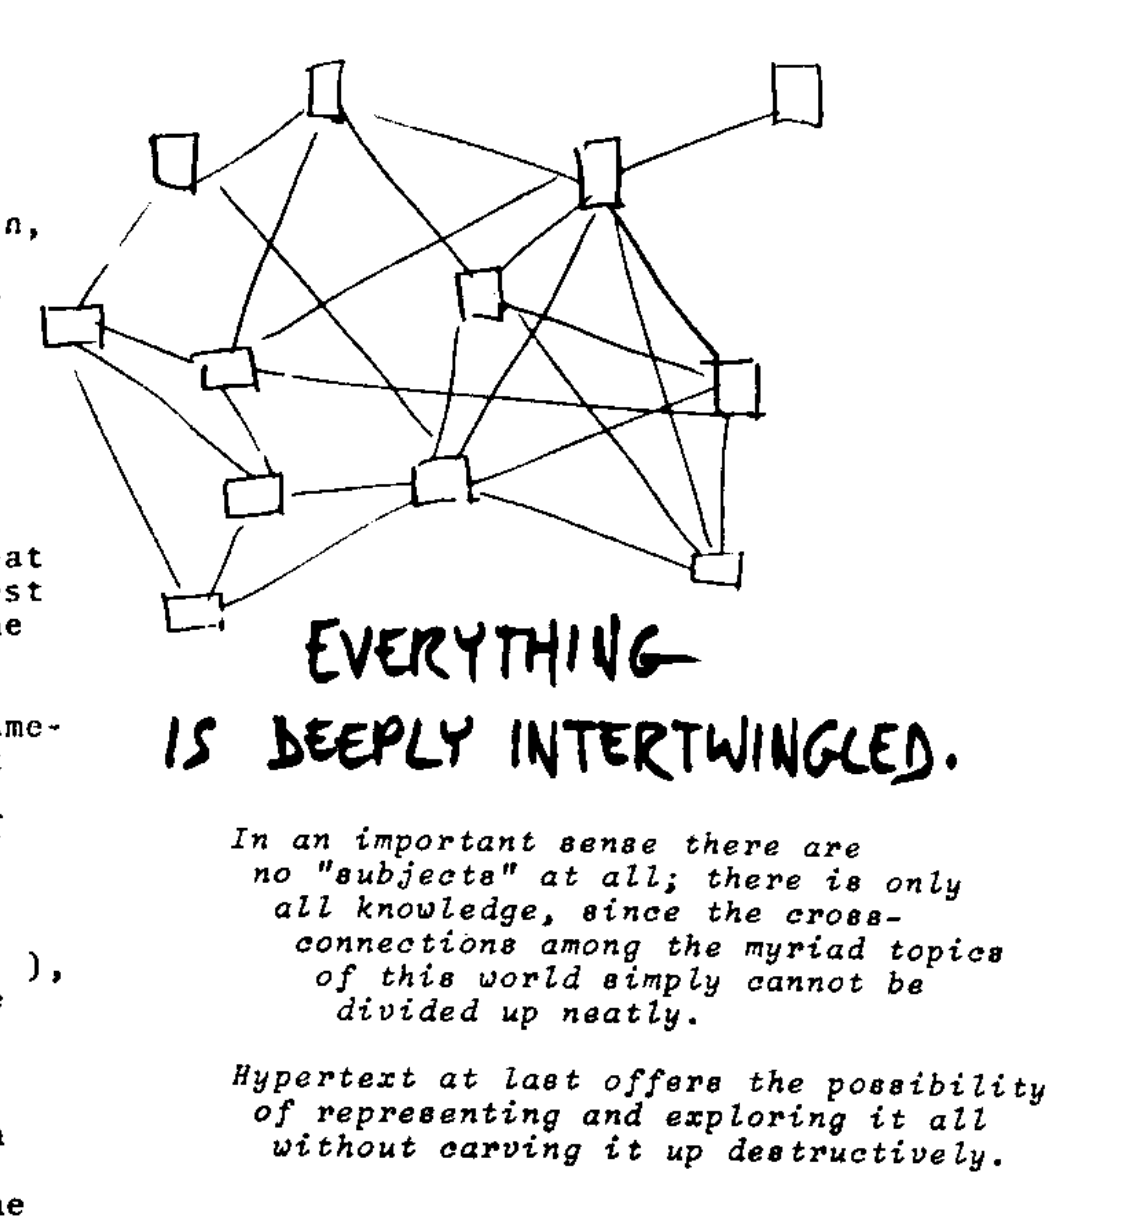 n,
at
st
me-
),
EVERYTHING
IS DEEPLY INTERTWINGLED.
In an important sense there are
no "subjects" at all; there is only
all knowledge, since the cross-
connections among the myriad topics
of this world simply cannot be
divided up neatly.
Hypertext at last offers the possibility
of representing and exploring it all
without carving it up destructively.